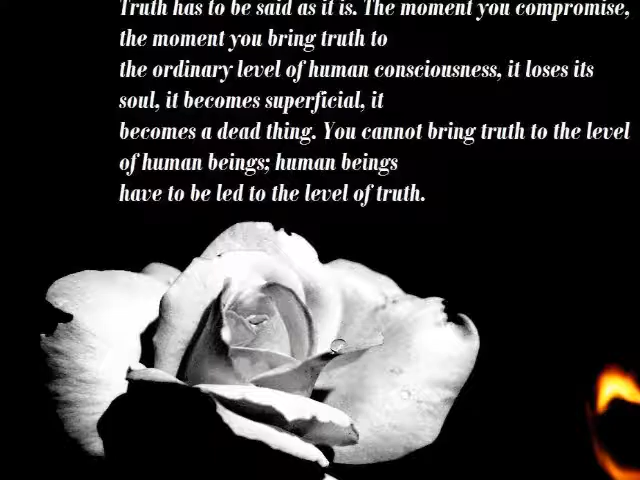 Truth has to be said as it is. The moment you compromise,
the moment you bring truth to
the ordinary level of human consciousness, it loses its
soul, it becomes superficial, it
becomes a dead thing. You cannot bring truth to the level
of human beings; human beings
have to be led to the level of truth.